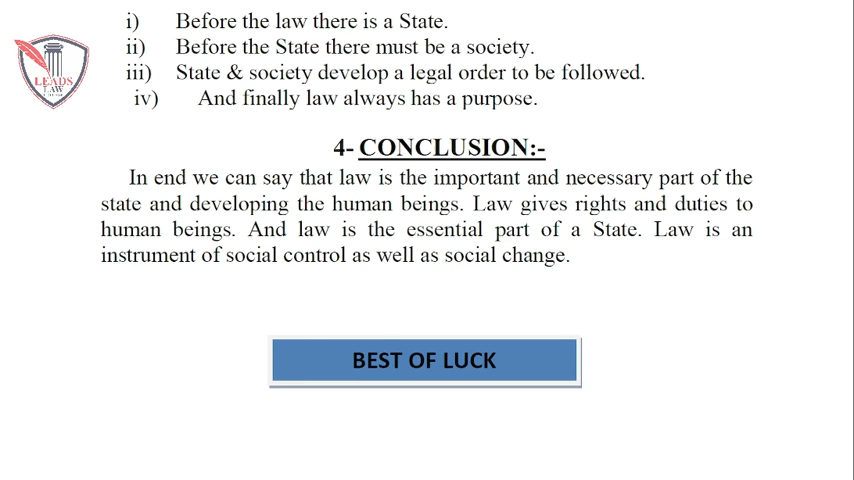 i) Before the law there is a State.
ii) Before the State there must be a society.
iii) State & society develop a legal order to be followed.
iv) And finally law always has a purpose.
LEADS
LAW
4- CONCLUSION:-
In end we can say that law is the important and necessary part of the
state and developing the human beings. Law gives rights and duties to
human beings. And law is the essential part of a State. Law is an
instrument of social control as well as social change.
BEST OF LUCK